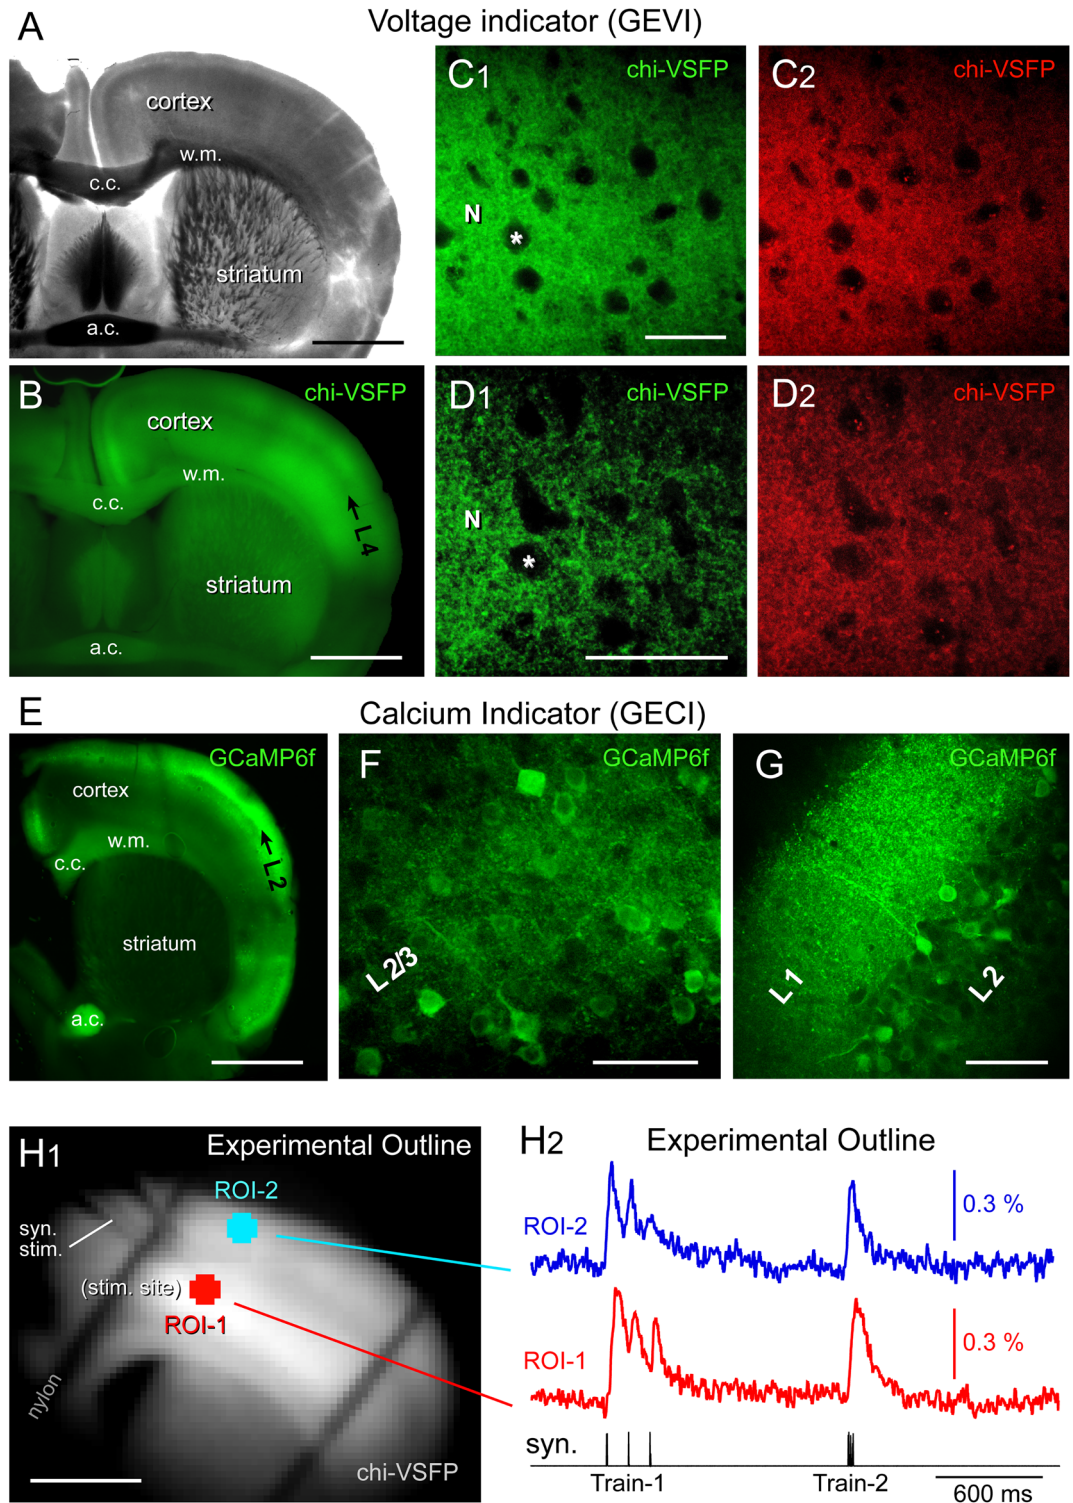 Voltage indicator (GEVI)
A
cortex
w.m.
c.c.
striatum
a.c.
C1
chi-VSFP
N
*
C2
chi-VSFP
B
chi-VSFP
cortex
w.m.
c.c.
L4
striatum
a.c.
D1
chi-VSFP
N
*
D2
chi-VSFP
Calcium Indicator (GECI)
E
GCaMP6f
cortex
w.m.
c.c.
L2
striatum
a.c.
F
GCaMP6f
L 2/3
G
GCaMP6f
L1
L2
H1
Experimental Outline
ROI-2
syn.
stim.
(stim. site)
ROI-1
nylon
chi-VSFP
H2
Experimental Outline
ROI-2
0.3 %
ROI-1
0.3 %
syn.
Train-1
Train-2
600 ms